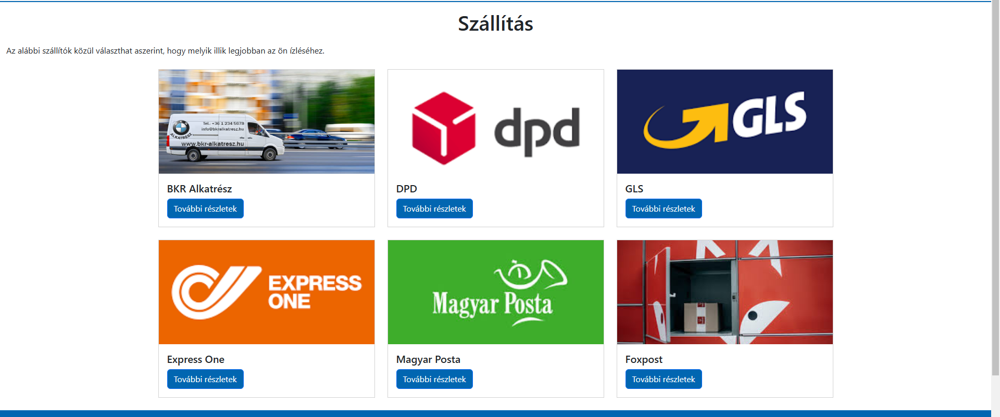 Szállítás
Az alábbi szállítók közül választhat aszerint, hogy melyik illik legjobban az ön ízléséhez.
BKR
ALKATRÉSZ
Tel.: +36 1 234 5678
info@bkralkatresz.hu
www.bkr-alkatresz.hu
dpd
GLS
BKR Alkatrész
DPD
GLS
További részletek
További részletek
További részletek
EXPRESS
ONE
Magyar Posta
Express One
Magyar Posta
Foxpost
További részletek
További részletek
További részletek